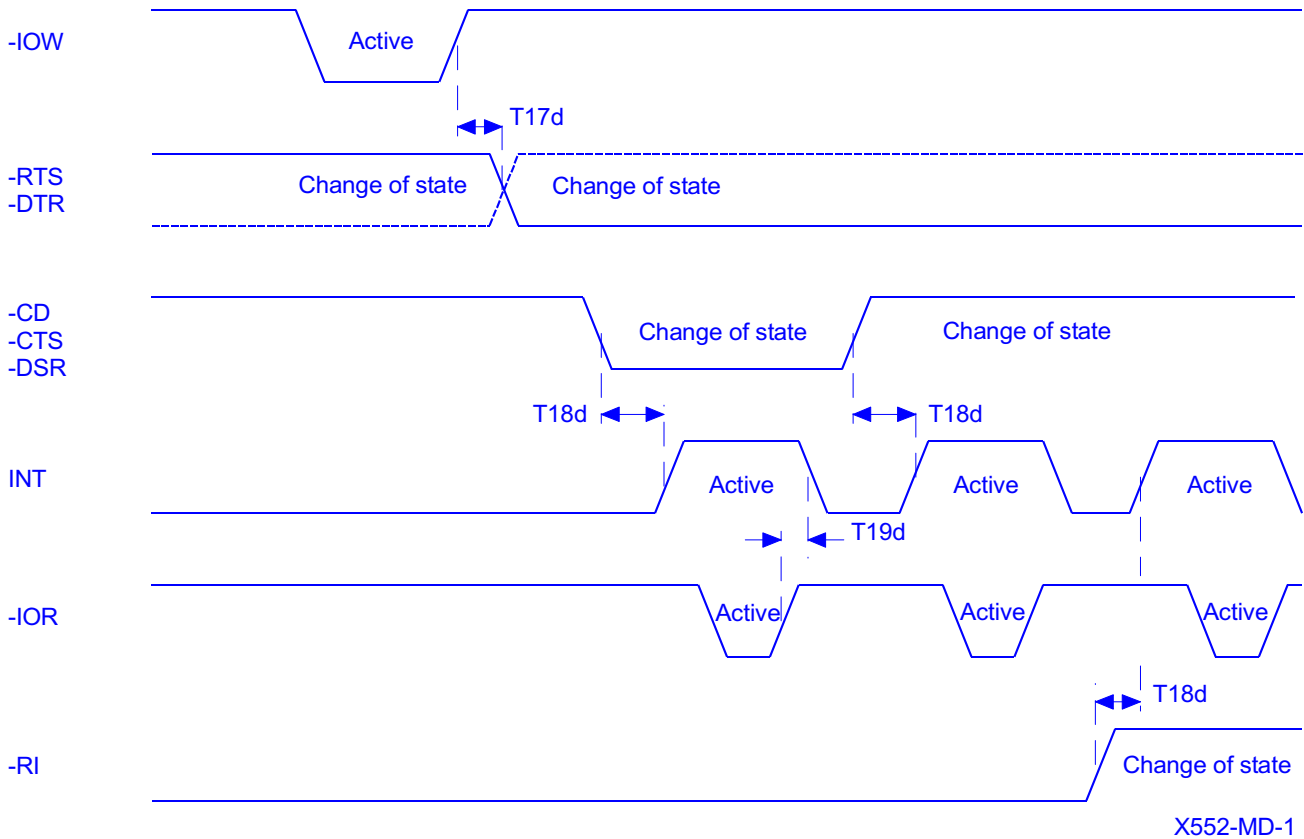 -IOW
Active
T17d
-RTS
-DTR
Change of state
Change of state
-CD
-CTS
-DSR
Change of state
Change of state
T18d
T18d
INT
Active
Active
Active
T19d
-IOR
Active
Active
Active
T18d
-RI
Change of state
X552-MD-1